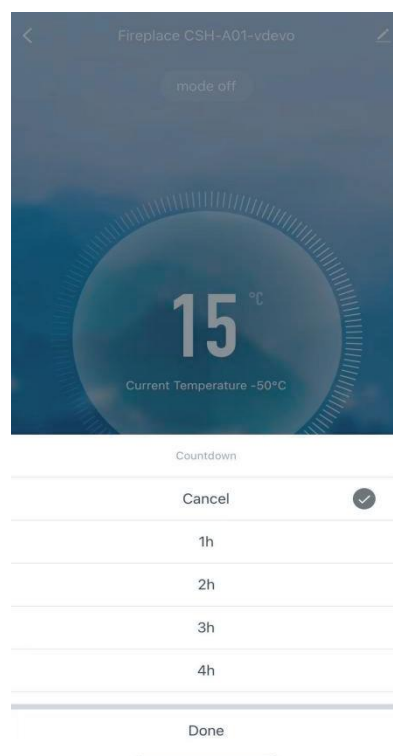 Fireplace CSH-A01-vdevo
mode off
15 °C
Current Temperature -50°C
Countdown
Cancel
1h
2h
3h
4h
Done